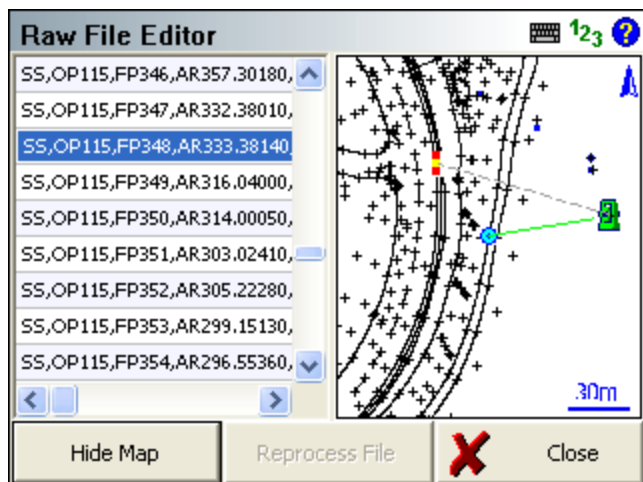 Raw File Editor
123
?
SS,OP115,FP346,AR357.30180,
SS,OP115,FP347,AR332.38010,
SS,OP115,FP348,AR333.38140,
SS,OP115,FP349,AR316.04000,
SS,OP115,FP350,AR314.00050,
SS,OP115,FP351,AR303.02410,
SS,OP115,FP352,AR305.22280,
SS,OP115,FP353,AR299.15130,
SS,OP115,FP354,AR296.55360,
30m
Hide Map
Reprocess File
Close